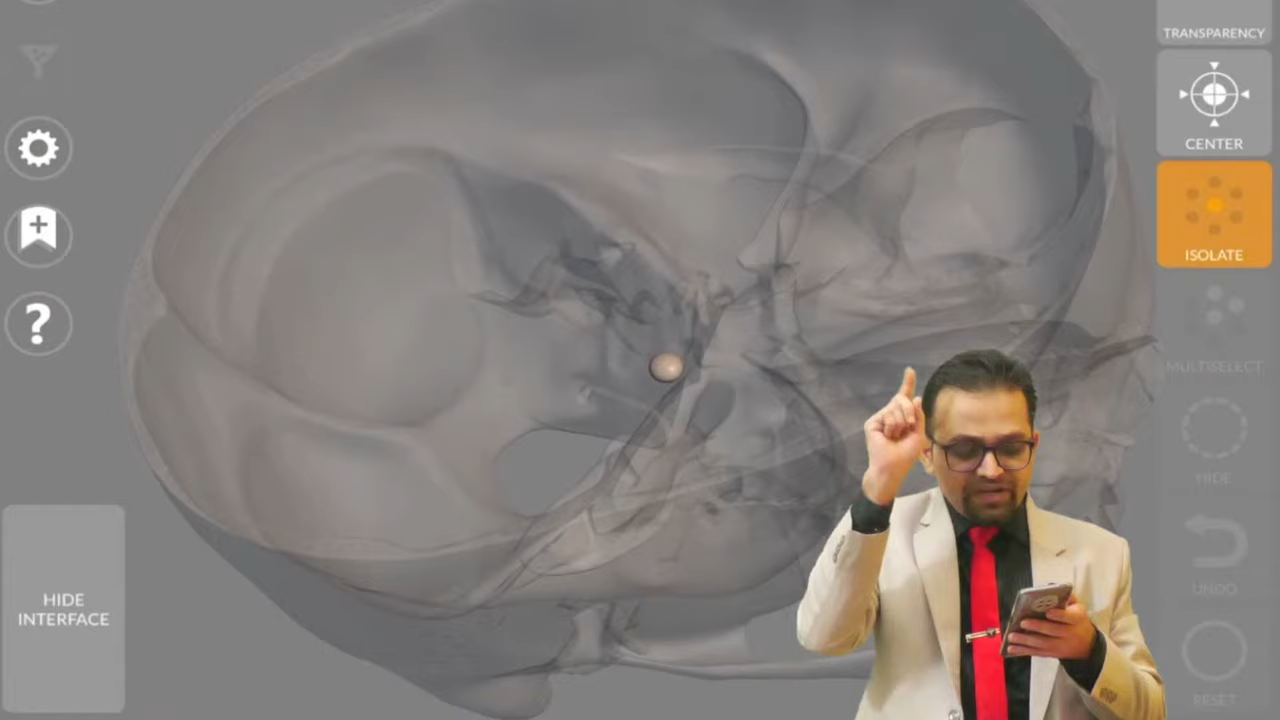 TRANSPARENCY
CENTER
ISOLATE
MULTISELECT
HIDE
UNDO
RESET
HIDE
INTERFACE